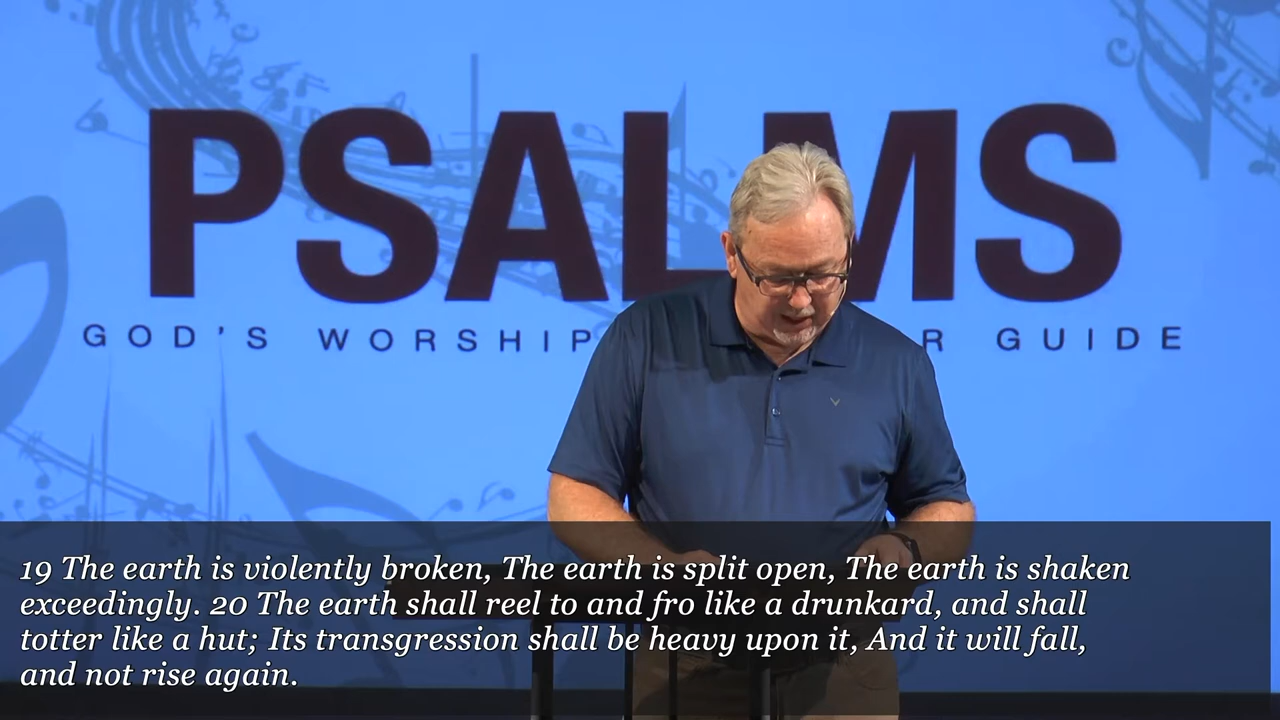 PSALMS
GOD'S WORSHIP R GUIDE
19 The earth is violently broken, The earth is split open, The earth is shaken
exceedingly. 20 The earth shall reel to and fro like a drunkard, and shall
totter like a hut; Its transgression shall be heavy upon it, And it will fall,
and not rise again.